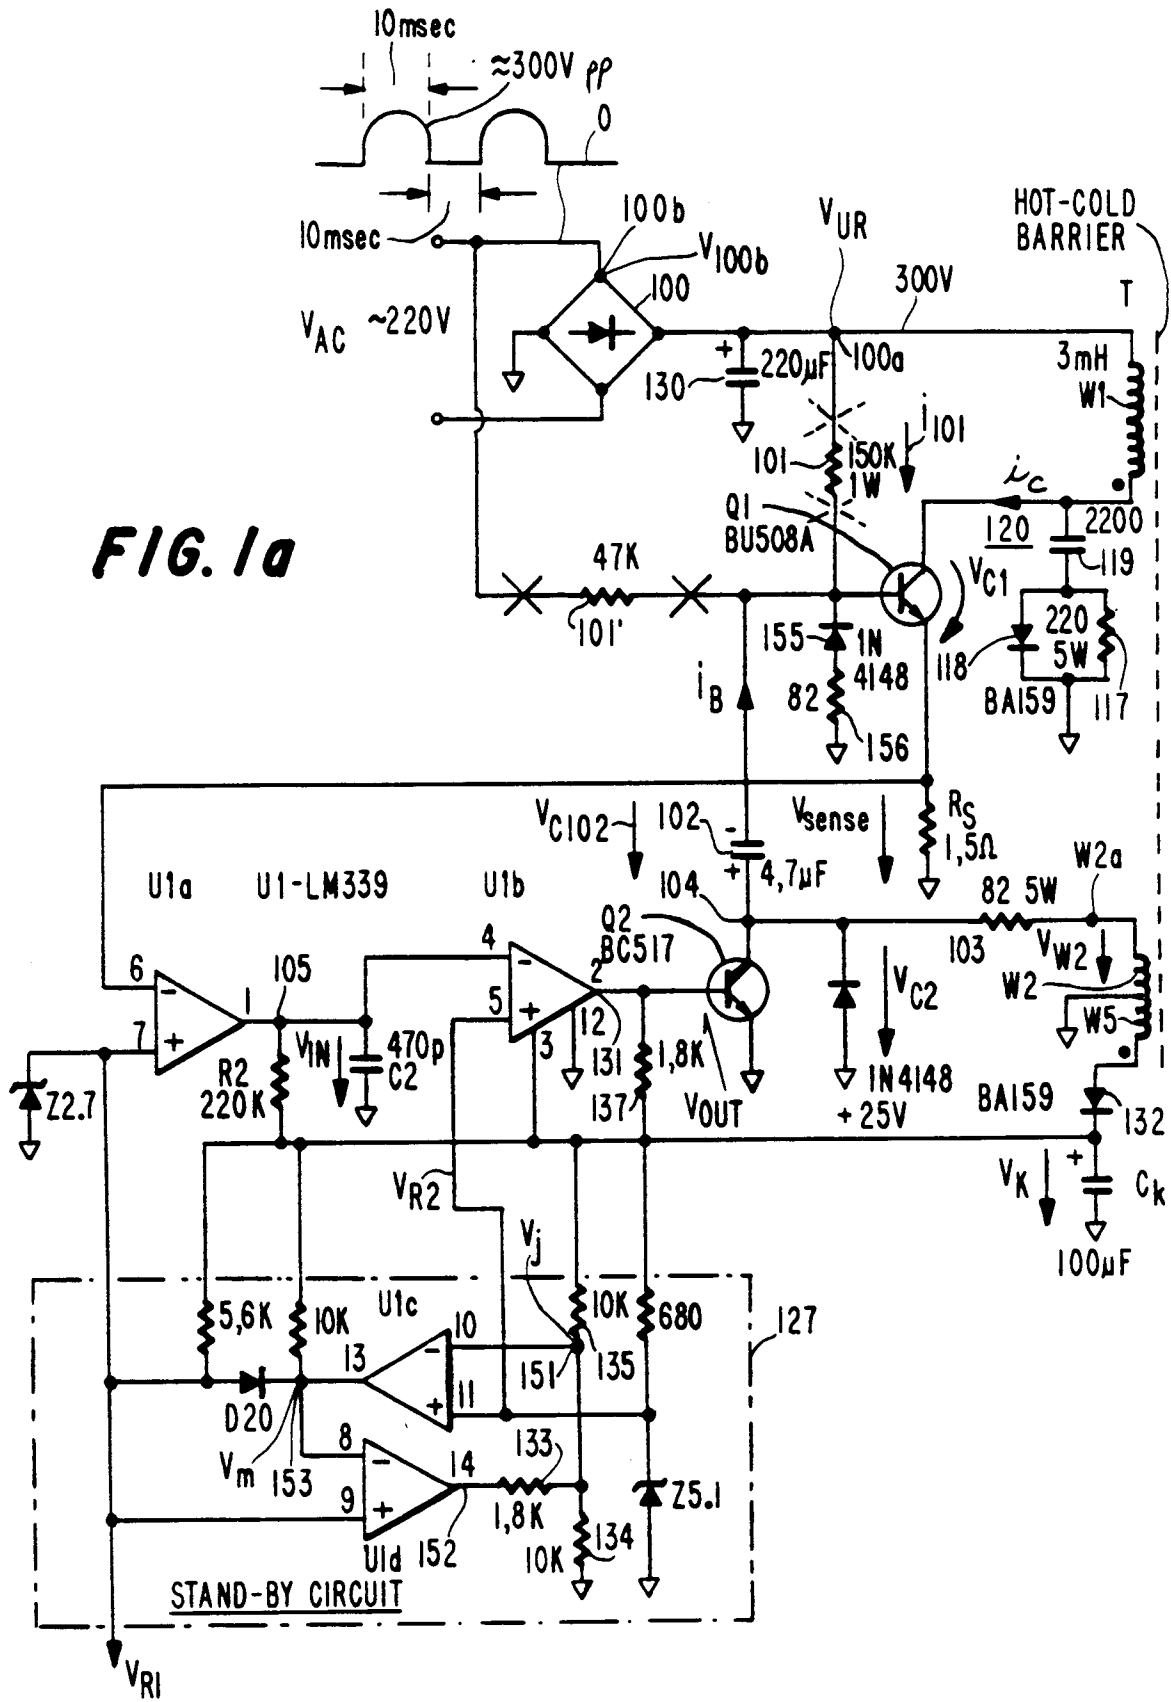 10msec
≈300V pp
0
10msec
100b
V100b
100
VUR
300V
HOT-COLD
BARRIER
T
VAC ~220V
+
130
220µF
100a
3mH
W1
101
150K
1W
i101
ic
Q1
BU508A
120
2200
119
FIG. 1a
47K
101'
VC1
155
1N
4148
82
156
118
220
5W
BA159
117
iB
VC102
102
-
+
4,7µF
Vsense
RS
1,5Ω
U1a
U1-LM339
U1b
104
Q2
BC517
82 5W
103
W2a
VW2
W2
W5
6
-
7
+
1
105
4
-
5
+
2
12
3
131
VC2
VIN
470p
C2
R2
220K
Z2.7
1,8K
137
VOUT
1N4148
+25V
BA159
132
VR2
VK
+
Ck
100µF
Vj
5,6K
10K
U1c
10K
135
680
127
13
10
-
11
+
151
D20
Vm
153
8
-
9
+
14
133
1,8K
Z5.1
U1d
152
10K
134
STAND-BY CIRCUIT
VR1